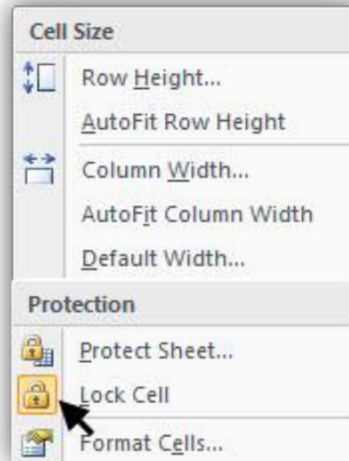 Cell Size
Row Height...
AutoFit Row Height
Column Width...
AutoFit Column Width
Default Width...
Protection
Protect Sheet...
Lock Cell
Format Cells...